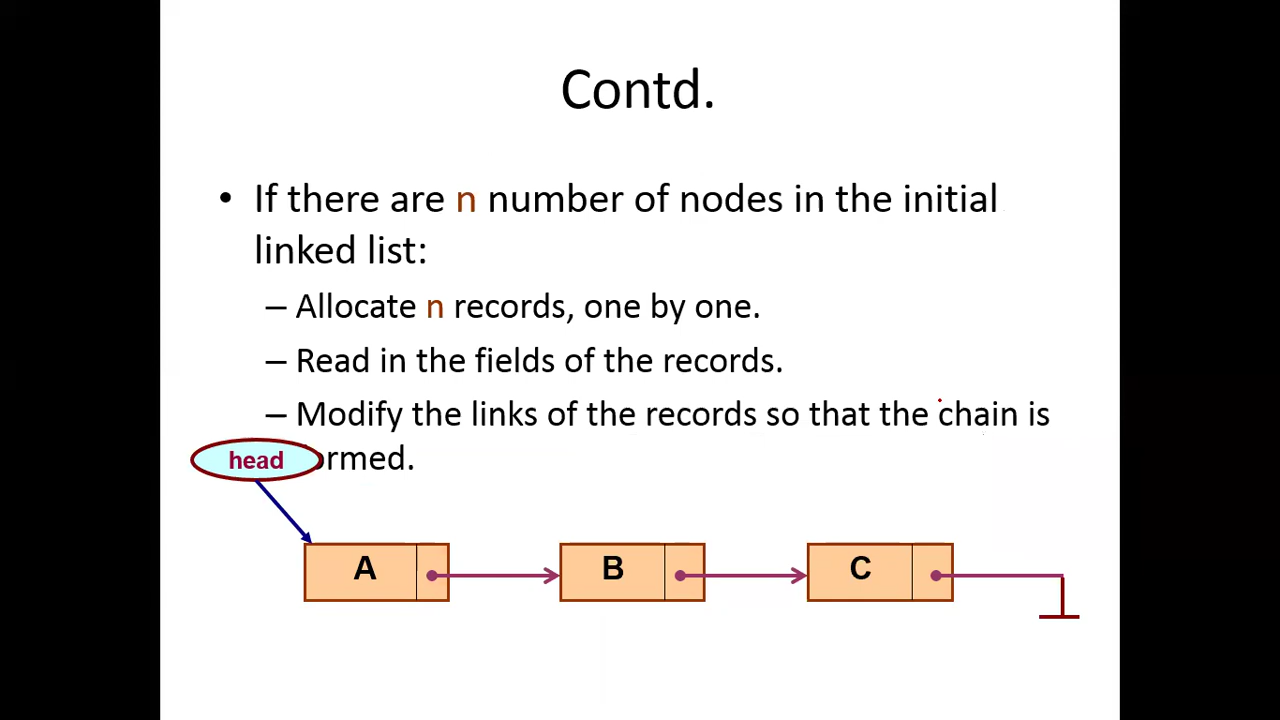 Contd.
• If there are n number of nodes in the initial
linked list:
– Allocate n records, one by one.
– Read in the fields of the records.
– Modify the links of the records so that the chain is
ormed.
head
A B C